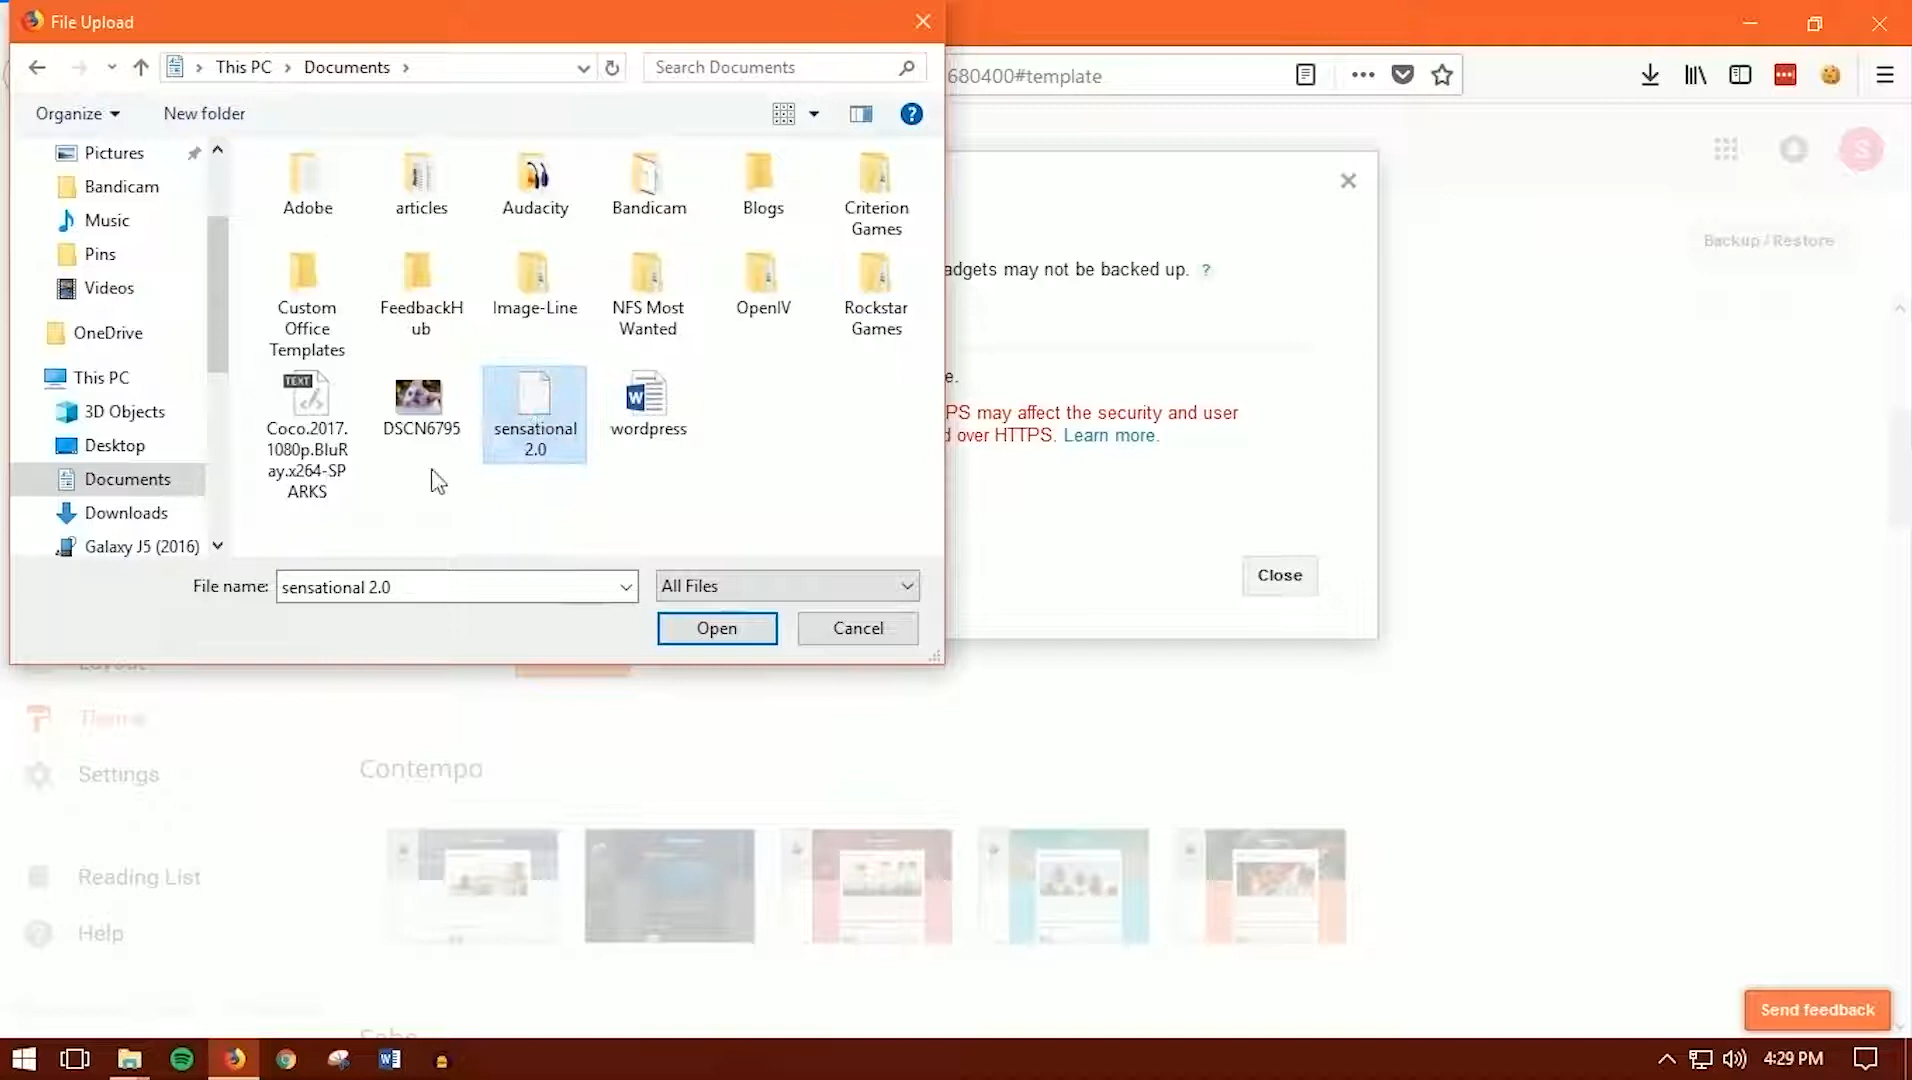 File Upload
This PC
Documents
Search Documents
680400#template
Organize
New folder
Pictures
Bandicam
Music
Pins
Videos
OneDrive
This PC
3D Objects
Desktop
Documents
Downloads
Galaxy J5 (2016)
Adobe
articles
Audacity
Bandicam
Blogs
Criterion
Games
Custom
Office
Templates
FeedbackH
ub
Image-Line
NFS Most
Wanted
OpenIV
Rockstar
Games
TEXT
Coco.2017.
1080p.BluR
ay.x264-SP
ARKS
DSCN6795
sensational
2.0
W
wordpress
File name:
sensational 2.0
All Files
Open
Cancel
S
Backup / Restore
adgets may not be backed up. ?
e.
PS may affect the security and user
d over HTTPS. Learn more.
Close
Layout
Theme
Settings
Reading List
Help
Contempo
Soho
Send feedback
W
4:29 PM